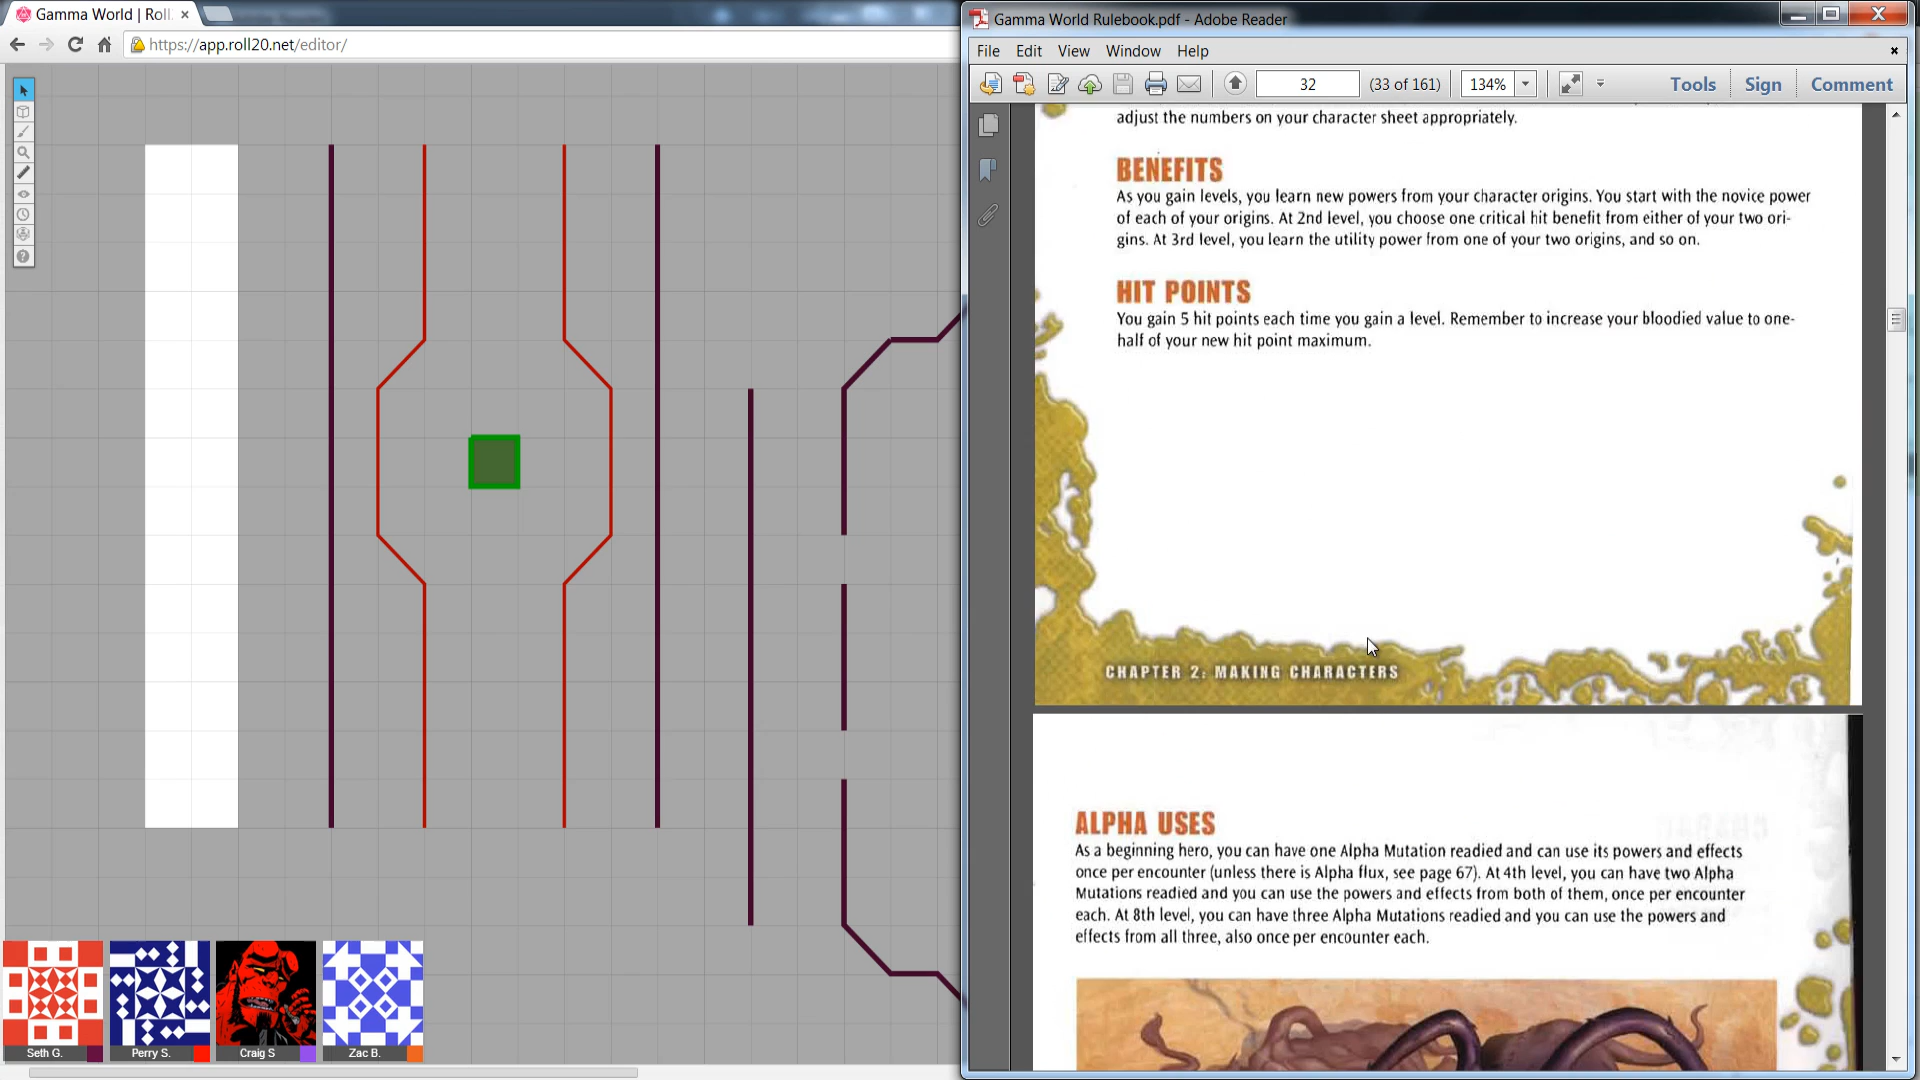 Gamma World | Roll
https://app.roll20.net/editor/
Seth G.
Perry S.
Craig S
Zac B.
Gamma World Rulebook.pdf - Adobe Reader
File Edit View Window Help
32 (33 of 161) 134% Tools Sign Comment
adjust the numbers on your character sheet appropriately.
BENEFITS
As you gain levels, you learn new powers from your character origins. You start with the novice power
of each of your origins. At 2nd level, you choose one critical hit benefit from either of your two ori-
gins. At 3rd level, you learn the utility power from one of your two origins, and so on.
HIT POINTS
You gain 5 hit points each time you gain a level. Remember to increase your bloodied value to one-
half of your new hit point maximum.
CHAPTER 2: MAKING CHARACTERS
ALPHA USES
As a beginning hero, you can have one Alpha Mutation readied and can use its powers and effects
once per encounter (unless there is Alpha flux, see page 67). At 4th level, you can have two Alpha
Mutations readied and you can use the powers and effects from both of them, once per encounter
each. At 8th level, you can have three Alpha Mutations readied and you can use the powers and
effects from all three, also once per encounter each.